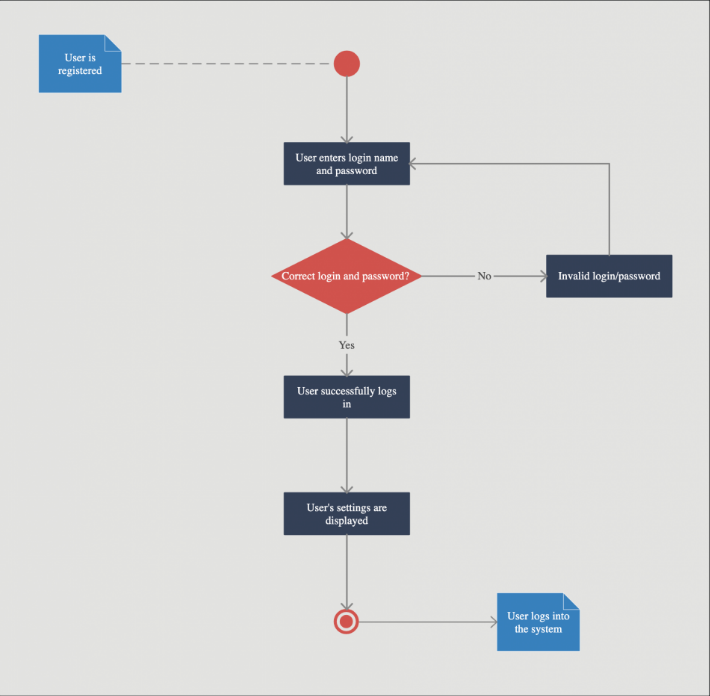 User is
registered
User enters login name
and password
Correct login and password?
No
Invalid login/password
Yes
User successfully logs
in
User's settings are
displayed
User logs into
the system